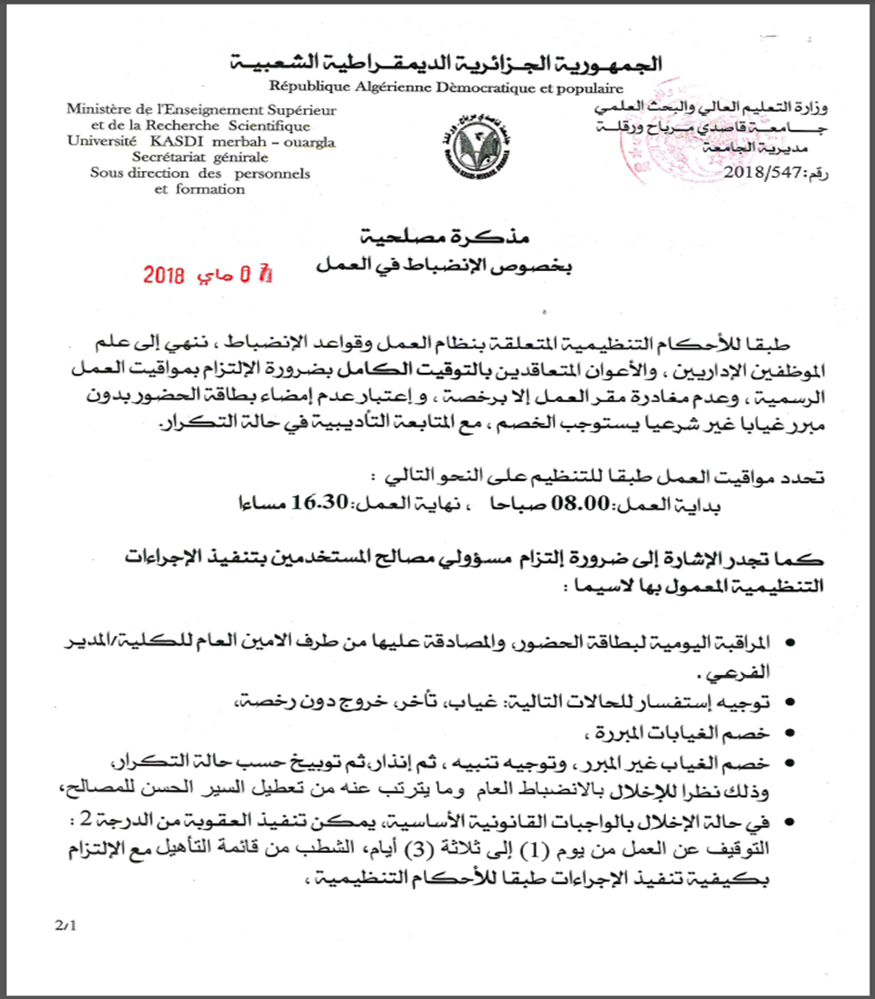 الجمهورية الجزائرية الديمقراطية الشعبية
République Algérienne Dèmocratique et populaire
Ministère de l'Enseignement Supérieur
et de la Recherche Scientifique
Université KASDI merbah – ouargla
Secrétariat génirale
Sous direction des personnels
et formation
وزارة التعليم العالي والبحث العلمي
جامعة قاصدي مرباح ورقلة
مديرية الجامعة
رقم:2018/547
مذكرة مصلحية
بخصوص الإنضباط في العمل
07 ماي 2018
طبقا للأحكام التنظيمية المتعلقة بنظام العمل وقواعد الإنضباط ، ننهي إلى علم
الموظفين الإداريين ، والأعوان المتعاقدين بالتوقيت الكامل بضرورة الإلتزام بمواقيت العمل
الرسمية ، وعدم مغادرة مقر العمل إلا برخصة ، و إعتبار عدم إمضاء بطاقة الحضور بدون
مبرر غيابا غير شرعيا يستوجب الخصم ، مع المتابعة التأديبية في حالة التكرار.
تحدد مواقيت العمل طبقا للتنظيم على النحو التالي :
بداية العمل:08.00 صباحا ، نهاية العمل:16.30 مساءا
كما تجدر الإشارة إلى ضرورة إلتزام مسؤولي مصالح المستخدمين بتنفيذ الإجراءات
التنظيمية المعمول بها لاسيما :
• المراقبة اليومية لبطاقة الحضور، والمصادقة عليها من طرف الامين العام للكلية/المدير
الفرعي .
• توجيه إستفسار للحالات التالية: غياب، تأخر، خروج دون رخصة،
• خصم الغيابات المبررة ،
• خصم الغياب غير المبرر ، وتوجيه تنبيه ، ثم إنذار،ثم توبيخ حسب حالة التكرار،
وذلك نظرا للإخلال بالانضباط العام وما يترتب عنه من تعطيل السير الحسن للمصالح،
• في حالة الإخلال بالواجبات القانونية الأساسية، يمكن تنفيذ العقوبة من الدرجة 2 :
التوقيف عن العمل من يوم (1) إلى ثلاثة (3) أيام، الشطب من قائمة التأهيل مع الإلتزام
بكيفية تنفيذ الإجراءات طبقا للأحكام التنظيمية ،
2/1